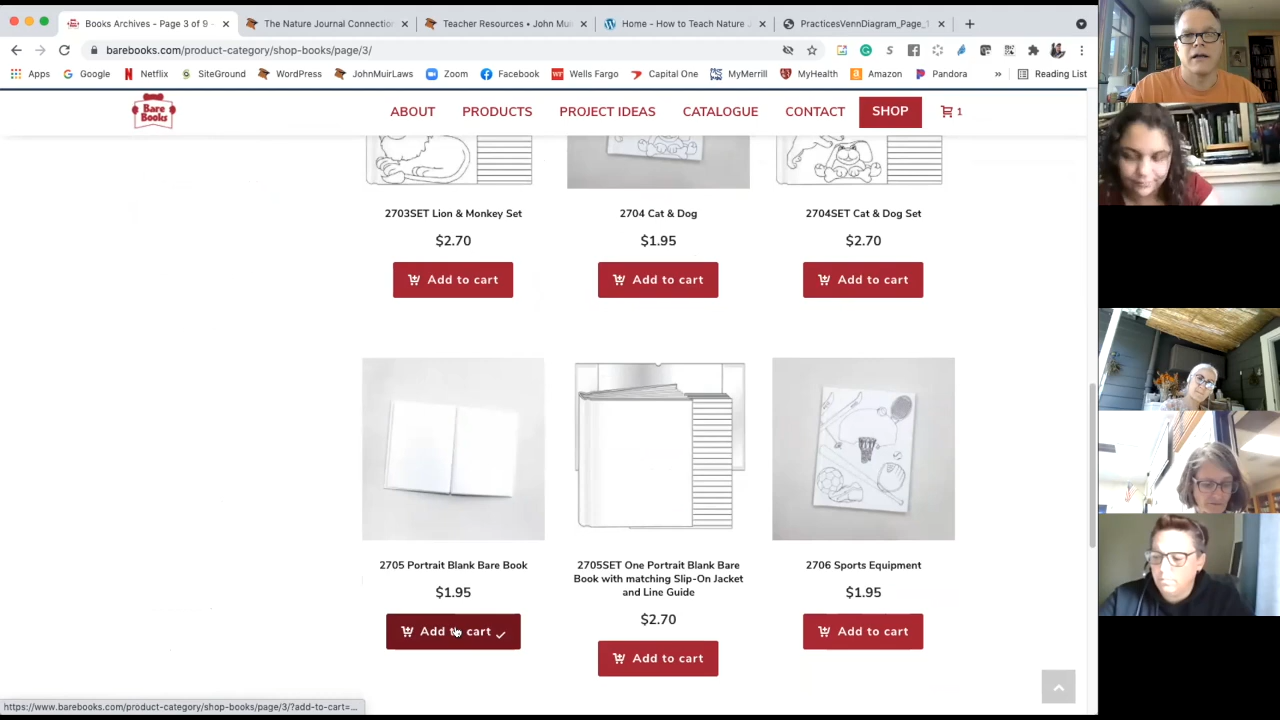 Books Archives - Page 3 of 9 -
The Nature Journal Connection
Teacher Resources • John Mui
Home - How to Teach Nature J
PracticesVennDiagram_Page_1
barebooks.com/product-category/shop-books/page/3/
Apps Google Netflix SiteGround WordPress JohnMuirLaws Zoom Facebook Wells Fargo Capital One MyMerrill MyHealth Amazon Pandora » Reading List
Bare Books
ABOUT PRODUCTS PROJECT IDEAS CATALOGUE CONTACT SHOP 1
2703SET Lion & Monkey Set
$2.70
Add to cart
2704 Cat & Dog
$1.95
Add to cart
2704SET Cat & Dog Set
$2.70
Add to cart
2705 Portrait Blank Bare Book
$1.95
Add to cart
2705SET One Portrait Blank Bare
Book with matching Slip-On Jacket
and Line Guide
$2.70
Add to cart
2706 Sports Equipment
$1.95
Add to cart
https://www.barebooks.com/product-category/shop-books/page/3/?add-to-cart=...